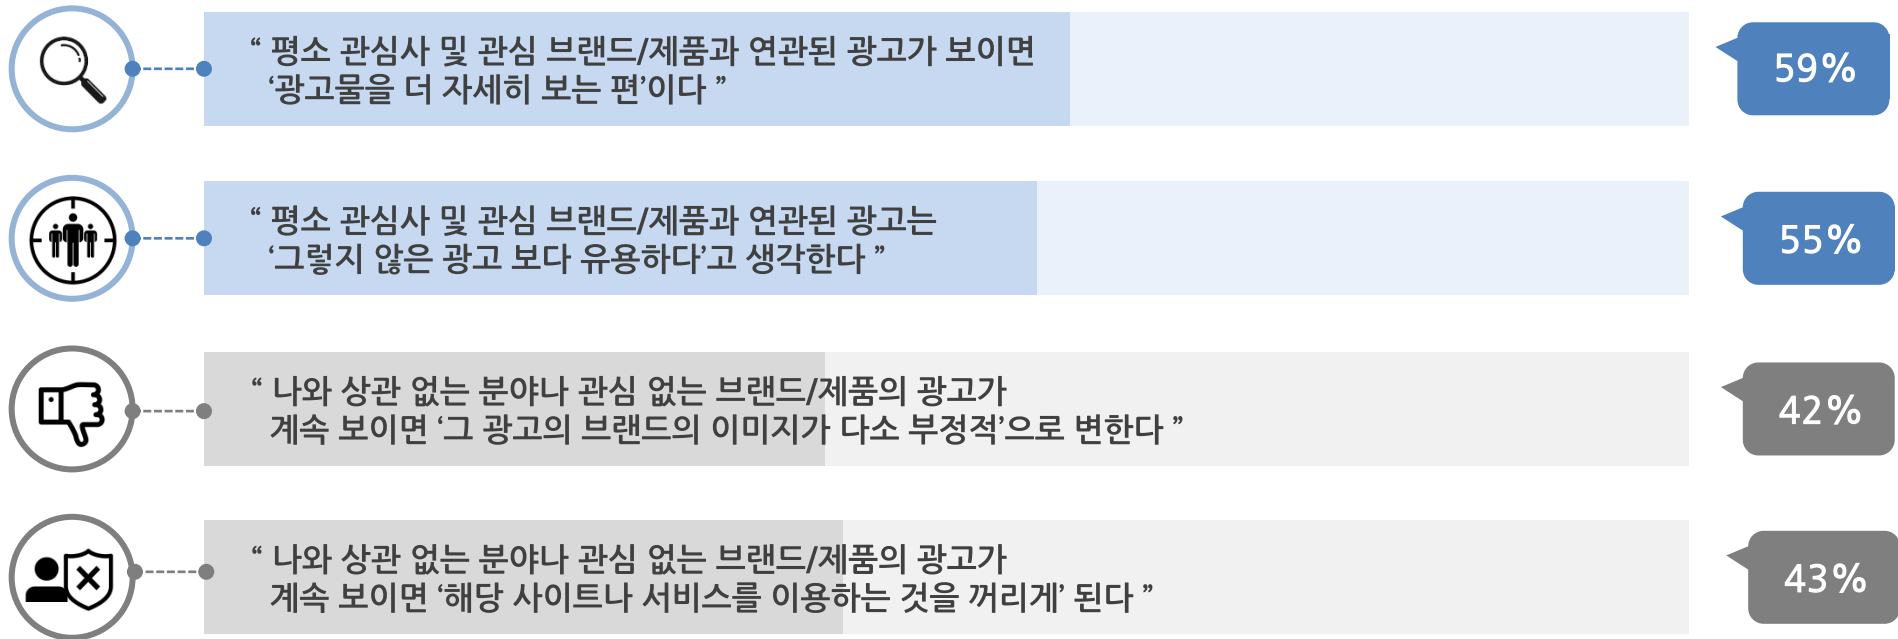 “ 평소 관심사 및 관심 브랜드/제품과 연관된 광고가 보이면
‘광고물을 더 자세히 보는 편’이다 ”
59%
“ 평소 관심사 및 관심 브랜드/제품과 연관된 광고는
‘그렇지 않은 광고 보다 유용하다’고 생각한다 ”
55%
“ 나와 상관 없는 분야나 관심 없는 브랜드/제품의 광고가
계속 보이면 ‘그 광고의 브랜드의 이미지가 다소 부정적’으로 변한다 ”
42%
“ 나와 상관 없는 분야나 관심 없는 브랜드/제품의 광고가
계속 보이면 ‘해당 사이트나 서비스를 이용하는 것을 꺼리게’ 된다 ”
43%